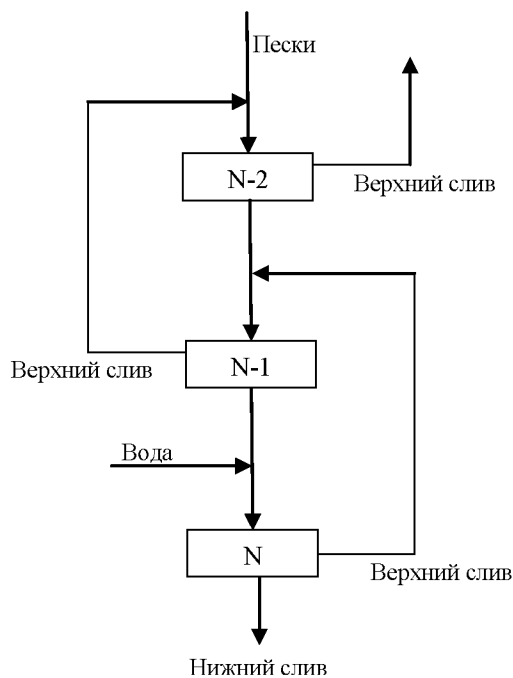 Пески
N-2
Верхний слив
N-1
Верхний слив
Вода
N
Верхний слив
Нижний слив